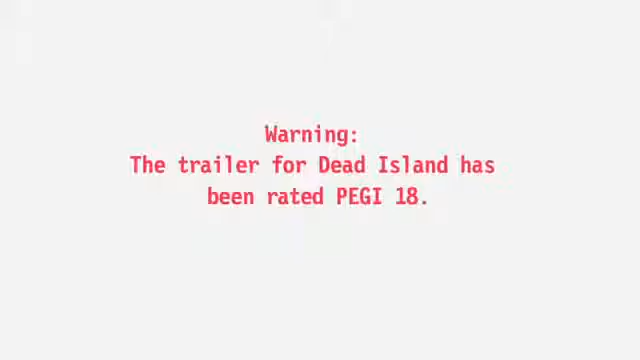 Warning:
The trailer for Dead Island has
been rated PEGI 18.